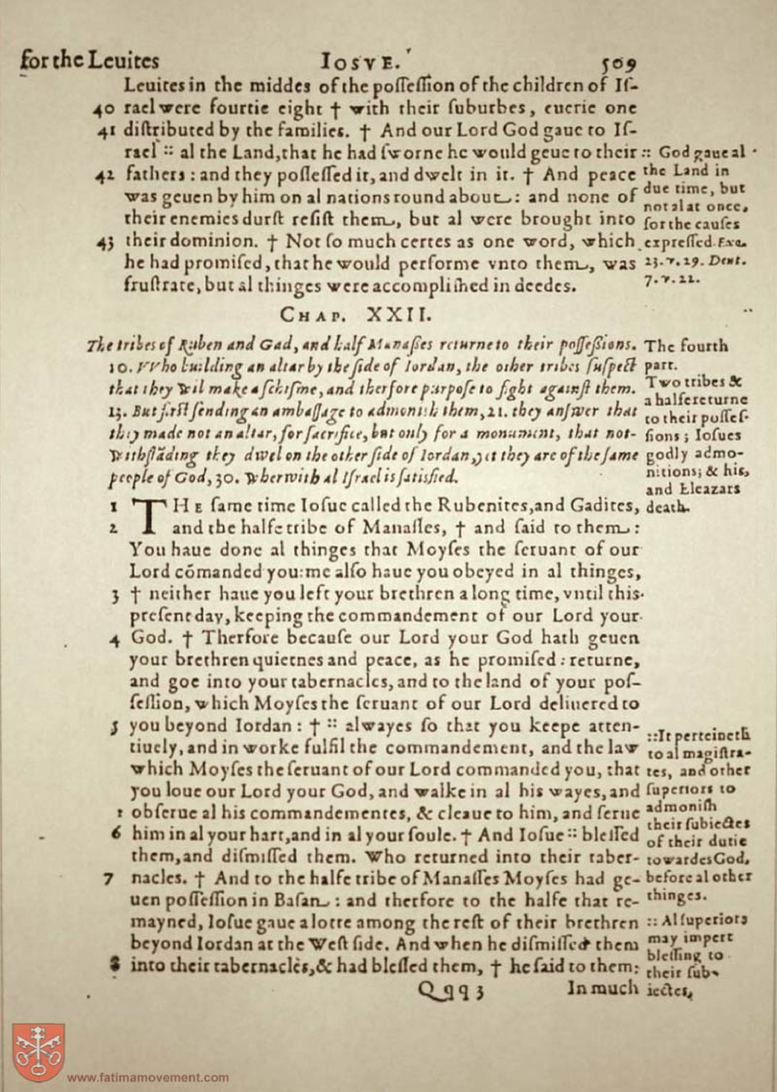 for the Leuites IOSVE. 509
Leuites in the middes of the possession of the children of Iſ-
40 rael were fourtie eight † with their ſuburbes, euerie one
41 diſtributed by the families. † And our Lord God gaue to Iſ-
rael :: al the Land, that he had ſworne he would geue to their
42 fathers: and they poſſeſſed it, and dwelt in it. † And peace
was geuen by him on al nations round about: and none of
their enemies durſt reſiſt them, but al were brought into
43 their dominion. † Not ſo much certes as one word, which
he had promiſed, that he would performe vnto them, was
fruſtrate, but al thinges were accompliſhed in deedes.
:: God gaue al
the Land in
due time, but
not al at once,
for the cauſes
expreſſed Exo.
23. v. 29. Deut.
7. v. 22.
CHAP. XXII.
The tribes of Ruben and Gad, and half Manaſſes returne to their poſſeſsions.
10. VVho building an altar by the ſide of Iordan, the other tribes ſuſpect
that they wil make a ſchiſme, and therfore purpoſe to fight againſt them.
13. But firſt ſending an ambaſſage to admonish them, 21. they anſwer that
they made not an altar, for ſacrifice, but only for a monument, that not-
withſtãding they dwel on the other ſide of Iordan, yet they are of the ſame
people of God, 30. wherwith al Iſrael is ſatisfied.
The fourth
part.
Two tribes &
a half returne
to their poſſeſ-
ſions; Ioſues
godly admo-
nitions; & his,
and Eleazars
death.
1 THE ſame time Ioſue called the Rubenites, and Gadites,
2 and the halfe tribe of Manaſſes, † and ſaid to them:
You haue done al thinges that Moyſes the ſeruant of our
Lord cõmanded you: me alſo haue you obeyed in al thinges,
3 † neither haue you left your brethren a long time, vntil this
preſent day, keeping the commandement of our Lord your
4 God. † Therfore becauſe our Lord your God hath geuen
your brethren quietnes and peace, as he promiſed: returne,
and goe into your tabernacles, and to the land of your poſ-
ſeſſion, which Moyſes the ſeruant of our Lord deliuered to
5 you beyond Iordan: † :: alwayes ſo that you keepe atten-
tiuely, and in worke fulfil the commandement, and the law
which Moyſes the ſeruant of our Lord commanded you, that
you loue our Lord your God, and walke in al his wayes, and
obſerue al his commandementes, & cleaue to him, and ſerue
6 him in al your hart, and in al your ſoule. † And Ioſue :: bleſſed
them, and diſmiſſed them. Who returned into their taber-
7 nacles. † And to the halfe tribe of Manaſſes Moyſes had ge-
uen poſſeſſion in Baſan: and therfore to the halfe that re-
mayned, Ioſue gaue a lotte among the reſt of their brethren
beyond Iordan at the Weſt ſide. And when he diſmiſſed them
8 into their tabernacles, & had bleſſed them, † he ſaid to them:
:: It perteineth
to al magiſtra-
tes, and other
ſuperiors to
admoniſh
their ſubiectes
of their dutie
towardes God,
before al other
thinges.
:: Al ſuperiors
may impert
bleſſing to
their ſub-
iectes,
Qqq3 In much
www.fatimamovement.com